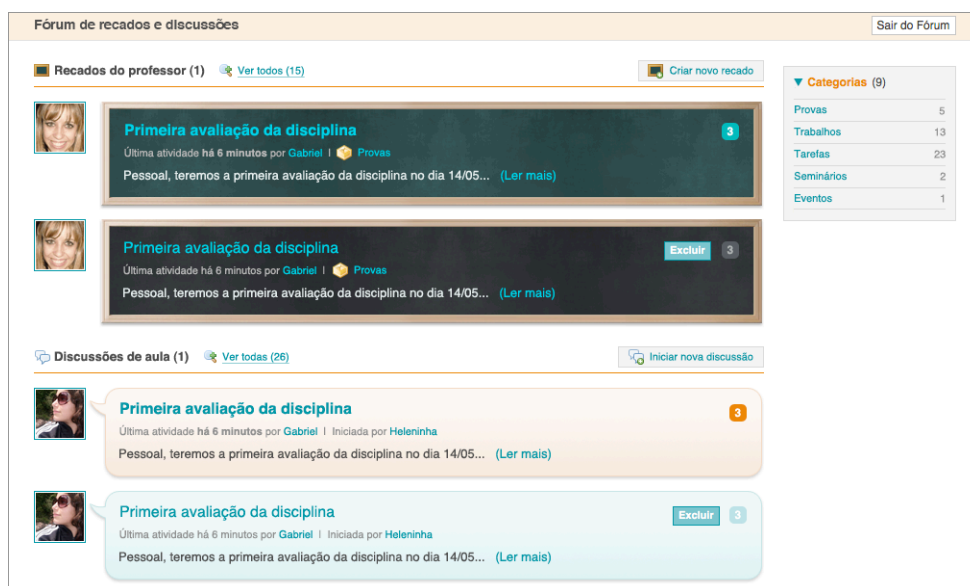 Fórum de recados e discussões
Sair do Fórum
Recados do professor (1) Ver todos (15)
Criar novo recado
Primeira avaliação da disciplina
3
Última atividade há 6 minutos por Gabriel | Provas
Pessoal, teremos a primeira avaliação da disciplina no dia 14/05... (Ler mais)
Primeira avaliação da disciplina
Excluir 3
Última atividade há 6 minutos por Gabriel | Provas
Pessoal, teremos a primeira avaliação da disciplina no dia 14/05... (Ler mais)
Discussões de aula (1) Ver todas (26)
Iniciar nova discussão
Primeira avaliação da disciplina
3
Última atividade há 6 minutos por Gabriel | Iniciada por Heleninha
Pessoal, teremos a primeira avaliação da disciplina no dia 14/05... (Ler mais)
Primeira avaliação da disciplina
Excluir 3
Última atividade há 6 minutos por Gabriel | Iniciada por Heleninha
Pessoal, teremos a primeira avaliação da disciplina no dia 14/05... (Ler mais)
Categorias (9)
Provas 5
Trabalhos 13
Tarefas 23
Seminários 2
Eventos 1